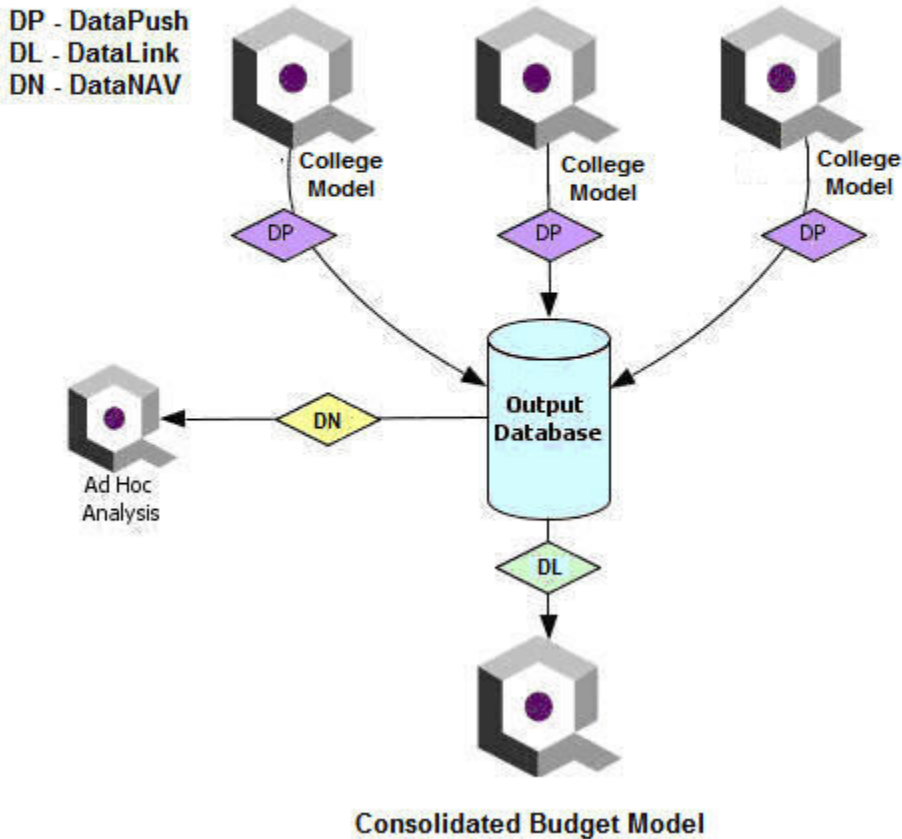 DP - DataPush
DL - DataLink
DN - DataNAV
College
Model
College
Model
College
Model
DP
DP
DP
Output
Database
DN
Ad Hoc
Analysis
DL
Consolidated Budget Model